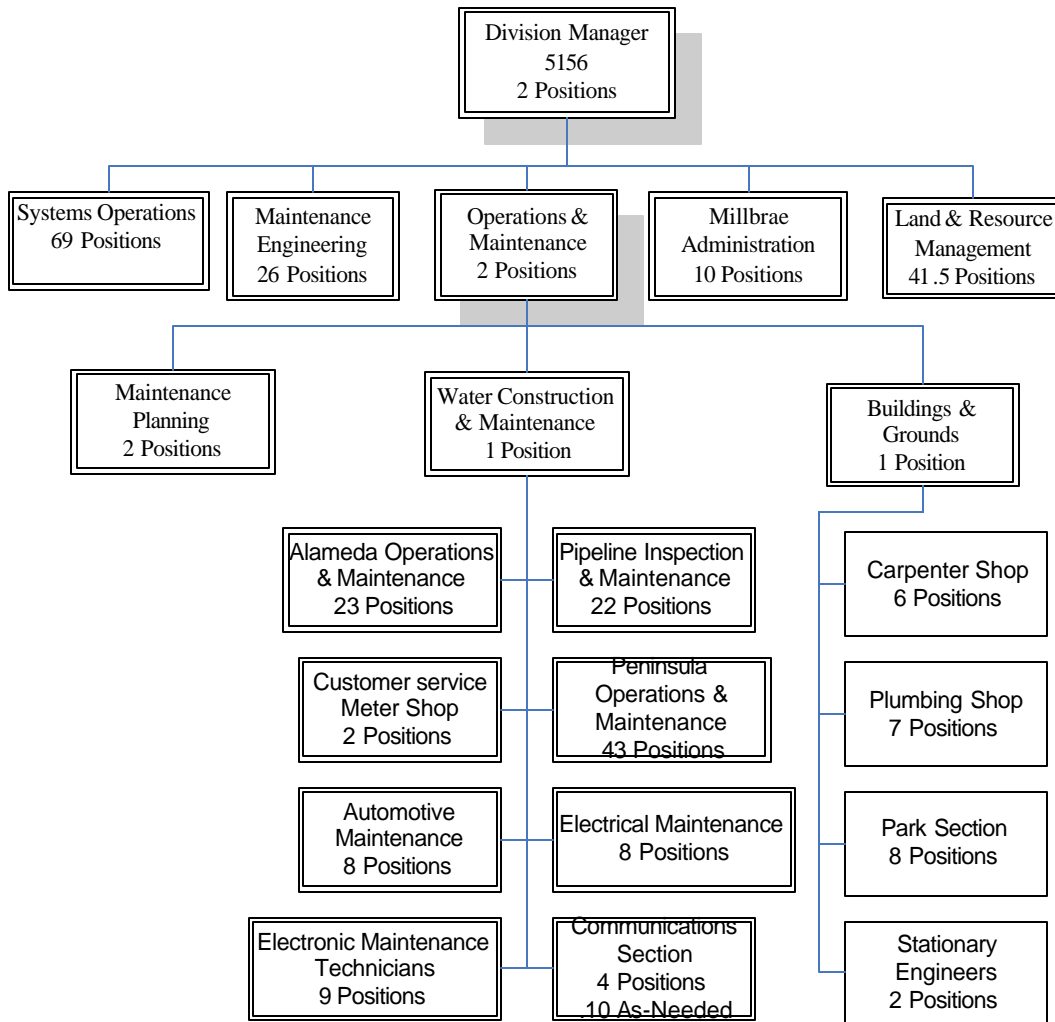 Division Manager
5156
2 Positions
Systems Operations
69 Positions
Maintenance
Engineering
26 Positions
Operations &
Maintenance
2 Positions
Millbrae
Administration
10 Positions
Land & Resource
Management
41.5 Positions
Maintenance
Planning
2 Positions
Water Construction
& Maintenance
1 Position
Buildings &
Grounds
1 Position
Alameda Operations
& Maintenance
23 Positions
Pipeline Inspection
& Maintenance
22 Positions
Carpenter Shop
6 Positions
Customer service
Meter Shop
2 Positions
Peninsula
Operations &
Maintenance
43 Positions
Plumbing Shop
7 Positions
Automotive
Maintenance
8 Positions
Electrical Maintenance
8 Positions
Park Section
8 Positions
Electronic Maintenance
Technicians
9 Positions
Communications
Section
4 Positions
.10 As-Needed
Stationary
Engineers
2 Positions